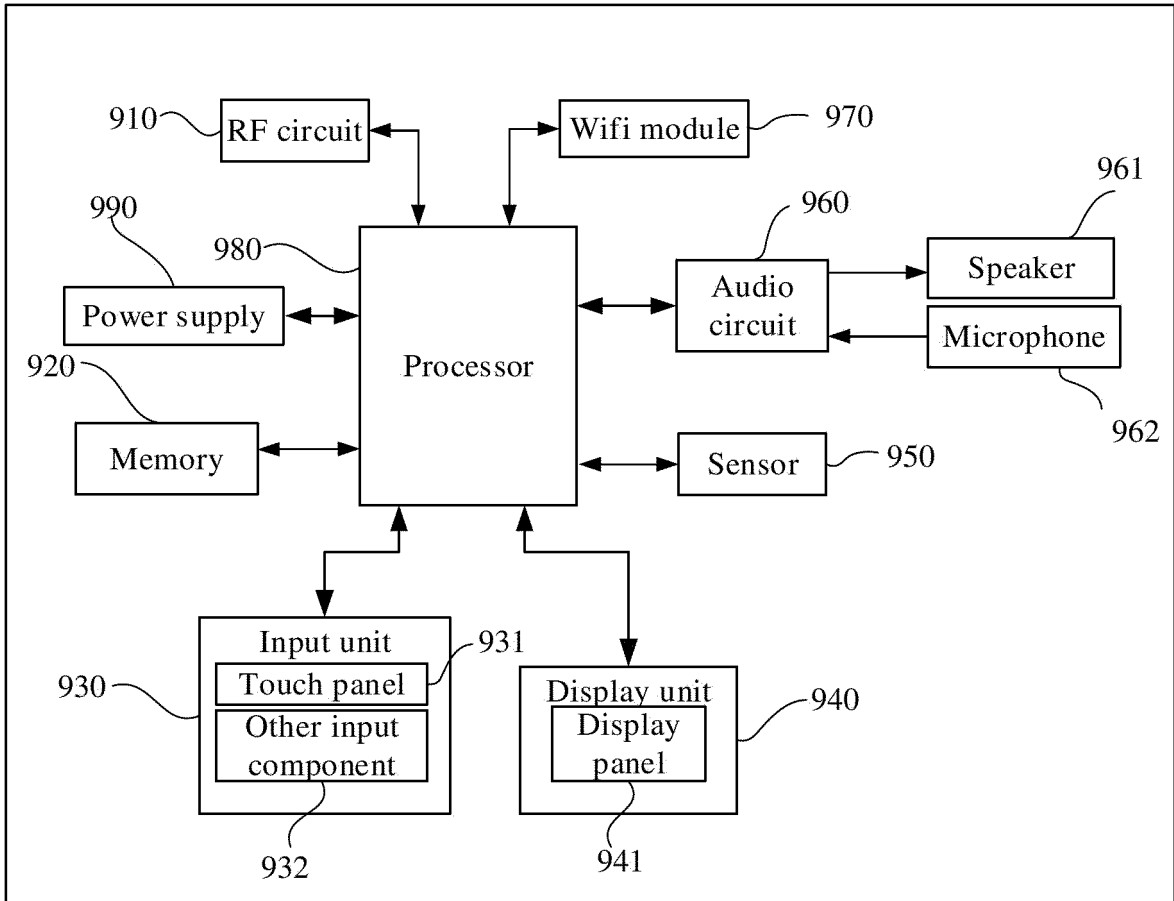 910
RF circuit
Wifi module
970
990
980
960
961
Power supply
Processor
Audio
circuit
Speaker
Microphone
920
962
Memory
Sensor
950
Input unit
931
930
Touch panel
Other input
component
932
Display unit
940
Display
panel
941